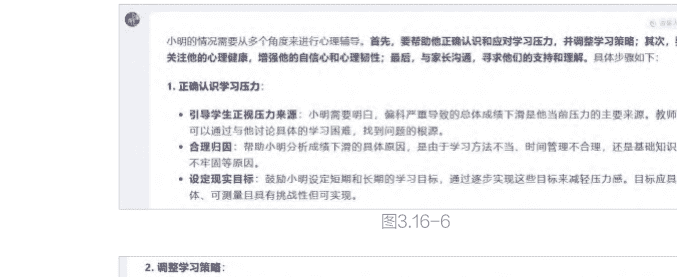 小明的情况需要从多个角度来进行心理辅导。首先，要帮助他正确认识和应对学习压力，并调整学习策略；其次，
关注他的心理健康，增强他的自信心和心理韧性；最后，与家长沟通，寻求他们的支持和理解。具体步骤如下：
1. 正确认识学习压力：
• 引导学生正视压力来源：小明需要明白，偏科严重导致的总体成绩下滑是他当前压力的主要来源。教师
可以通过与他讨论具体的学习困难，找到问题的根源。
• 合理归因：帮助小明分析成绩下滑的具体原因，是由于学习方法不当、时间管理不合理，还是基础知识
不牢固等原因。
• 设定现实目标：鼓励小明设定短期和长期的学习目标，通过逐步实现这些目标来减轻压力感。目标应具
体、可测量且具有挑战性但可实现。
图3.16-6
2. 调整学习策略：